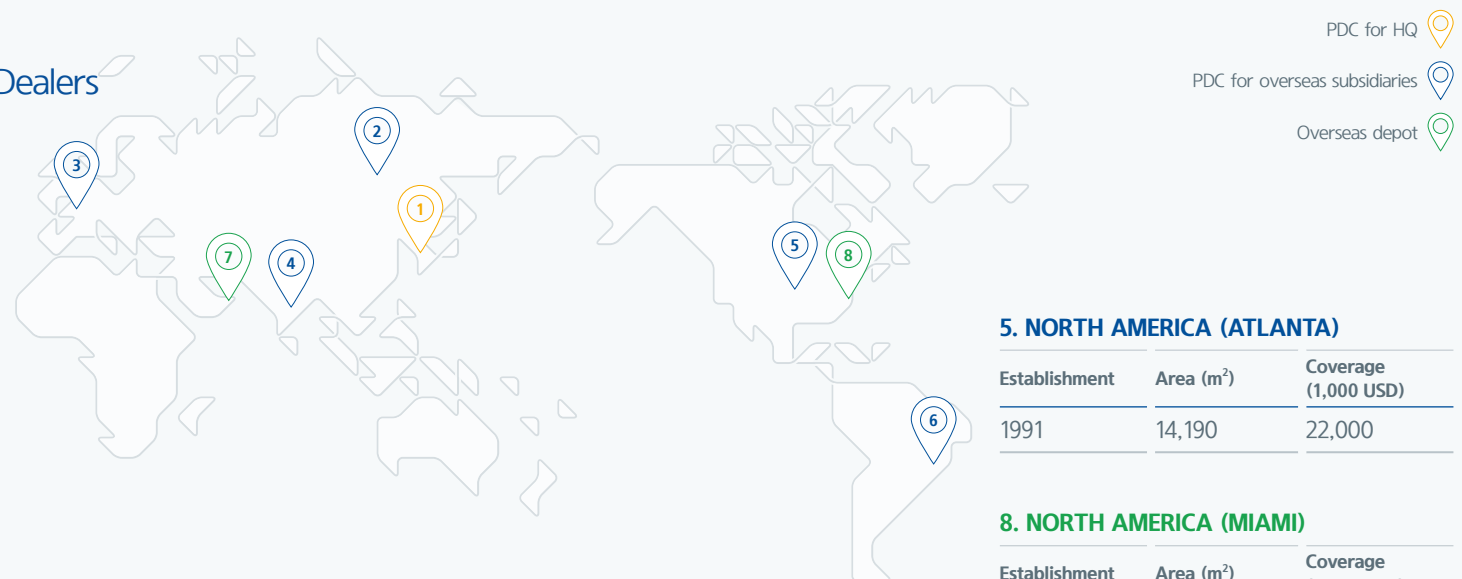 Dealers
PDC for HQ
PDC for overseas subsidiaries
Overseas depot
2
3
1
7
4
5
8
6
5. NORTH AMERICA (ATLANTA)
Establishment Area (m²) Coverage (1,000 USD)
1991 14,190 22,000
8. NORTH AMERICA (MIAMI)
Establishment Area (m²) Coverage